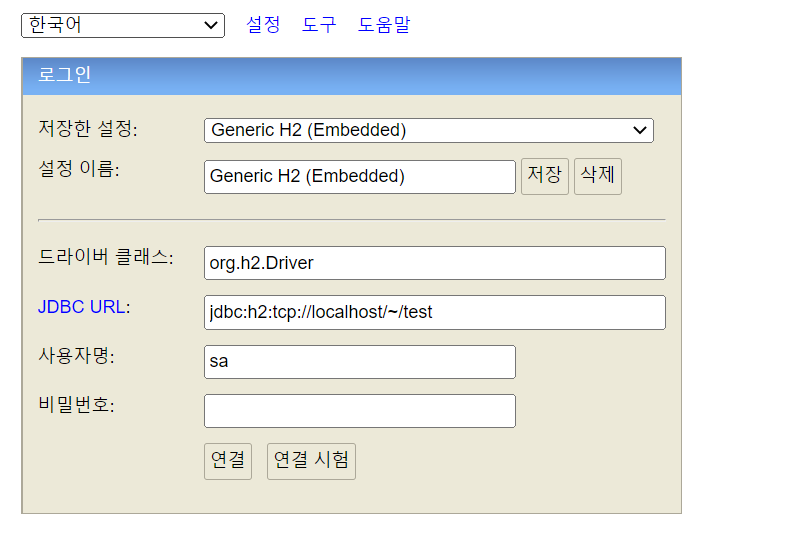 한국어 설정 도구 도움말
로그인
저장한 설정: Generic H2 (Embedded)
설정 이름: Generic H2 (Embedded) 저장 삭제
드라이버 클래스: org.h2.Driver
JDBC URL: jdbc:h2:tcp://localhost/~/test
사용자명: sa
비밀번호:
연결 연결 시험